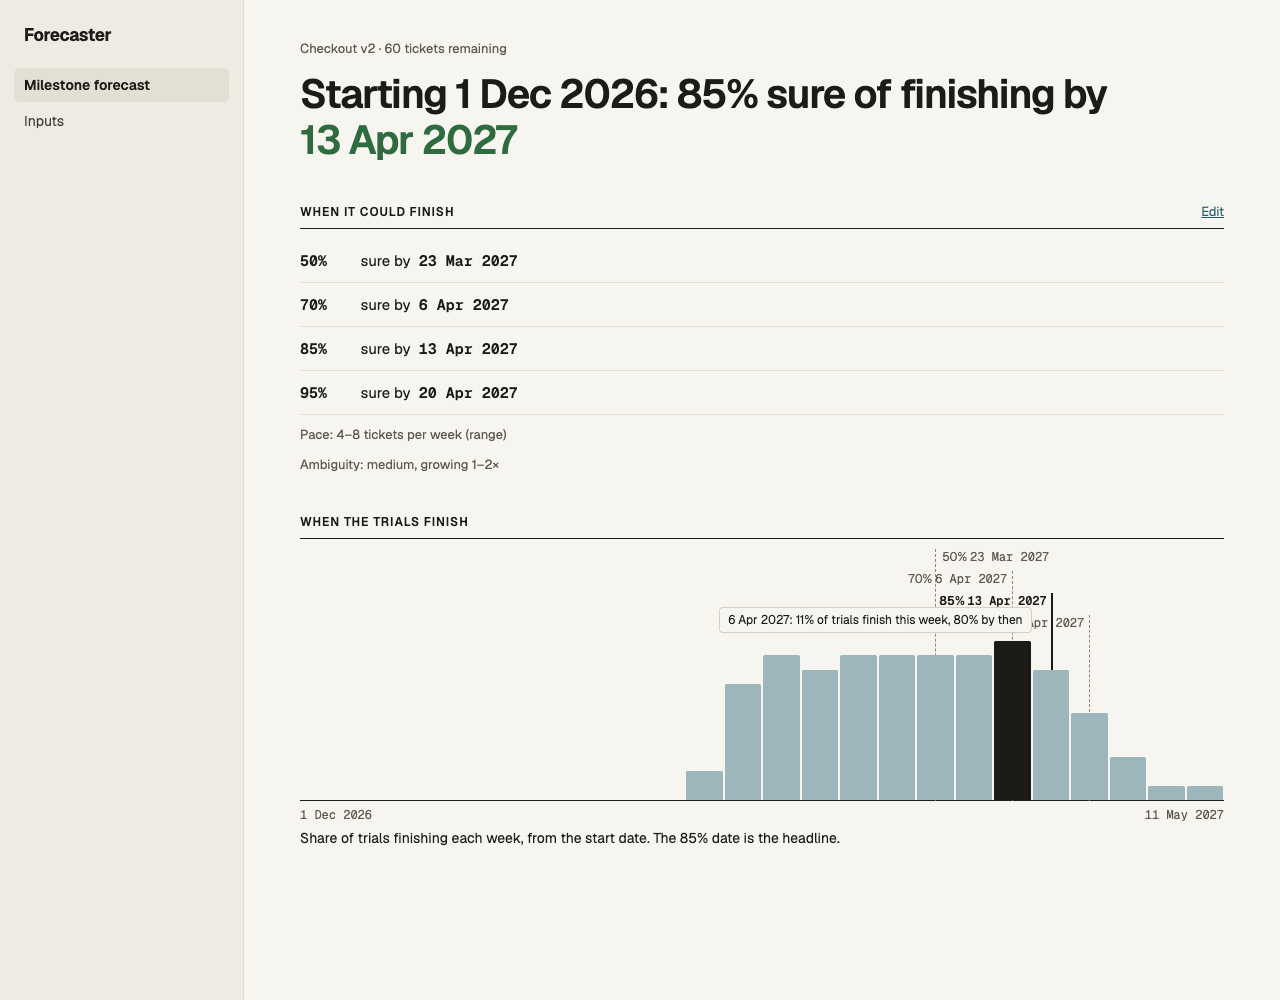 Forecaster
Milestone forecast
Inputs
Checkout v2 · 60 tickets remaining
Starting 1 Dec 2026: 85% sure of finishing by
13 Apr 2027
WHEN IT COULD FINISH
Edit
50% sure by 23 Mar 2027
70% sure by 6 Apr 2027
85% sure by 13 Apr 2027
95% sure by 20 Apr 2027
Pace: 4–8 tickets per week (range)
Ambiguity: medium, growing 1–2×
WHEN THE TRIALS FINISH
50% 23 Mar 2027
70% 6 Apr 2027
85% 13 Apr 2027
6 Apr 2027: 11% of trials finish this week, 80% by then
2027
1 Dec 2026
11 May 2027
Share of trials finishing each week, from the start date. The 85% date is the headline.